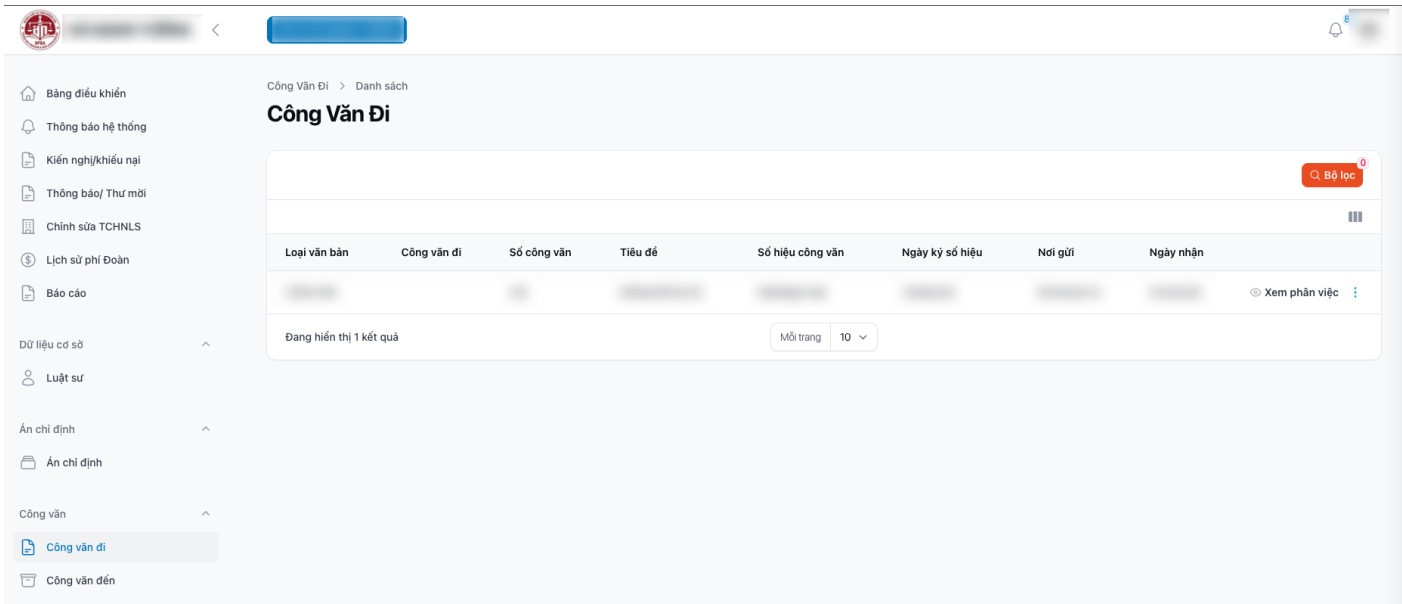 8
Công Văn Đi > Danh sách
Công Văn Đi
Bảng điều khiển
Thông báo hệ thống
Kiến nghị/khiếu nại
Thông báo/ Thư mời
Chỉnh sửa TCHNLS
Lịch sử phí Đoàn
Báo cáo
Dữ liệu cơ sở
Luật sư
Án chỉ định
Án chỉ định
Công văn
Công văn đi
Công văn đến
0
Bộ lọc
Loại văn bản Công văn đi Số công văn Tiêu đề Số hiệu công văn Ngày ký số hiệu Nơi gửi Ngày nhận
Xem phân việc
Đang hiển thị 1 kết quả Mỗi trang 10